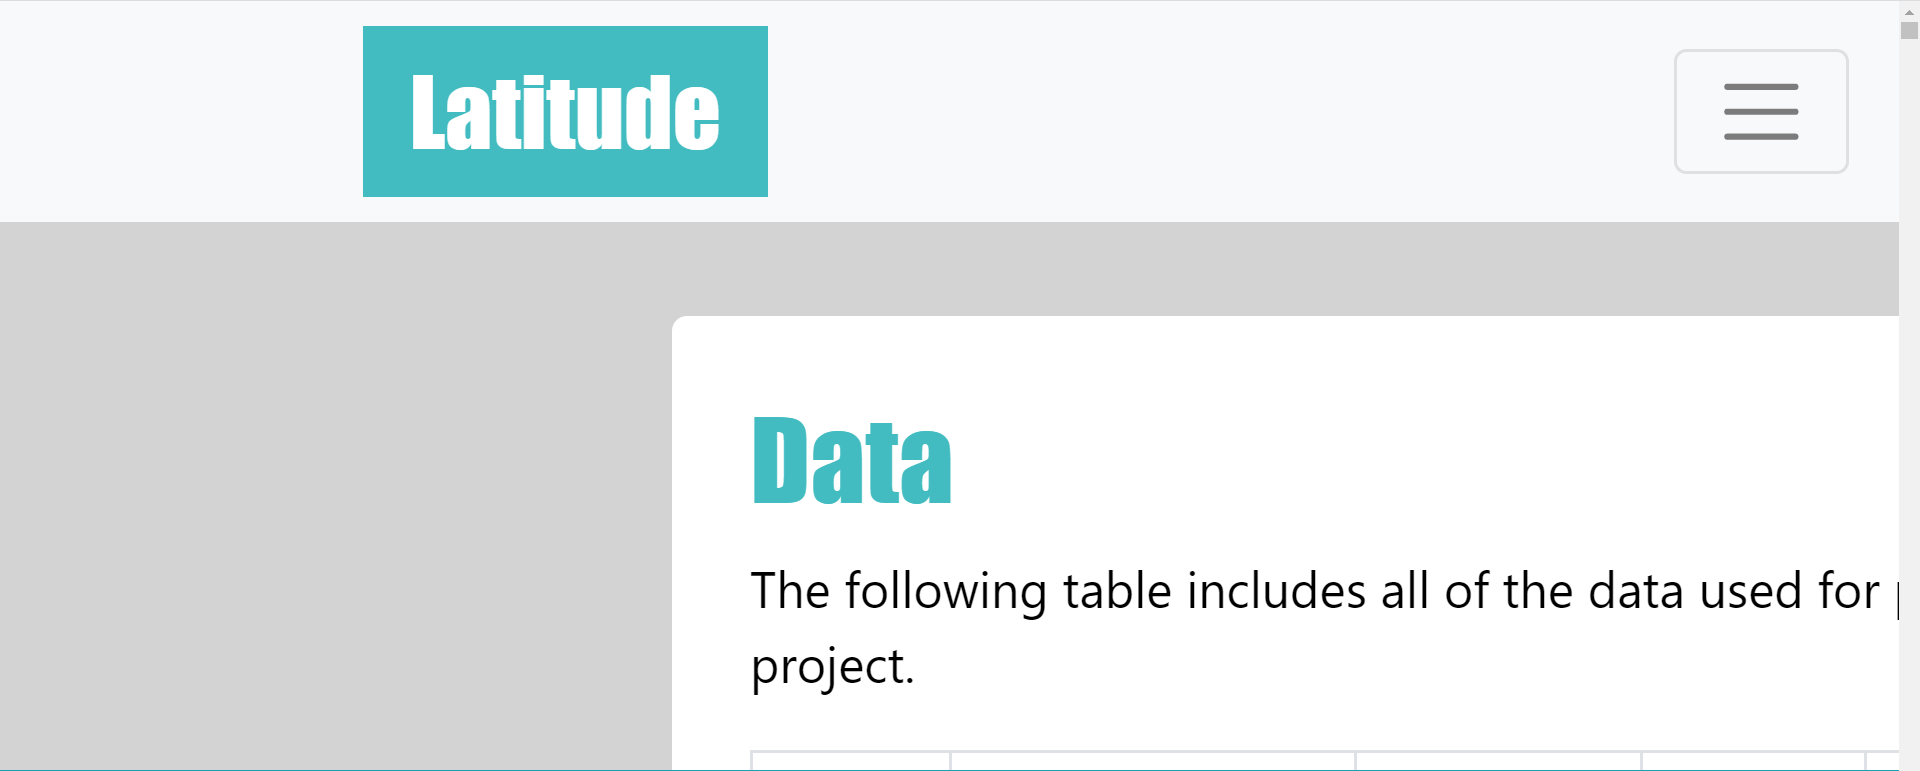 Latitude
Data
The following table includes all of the data used for
project.